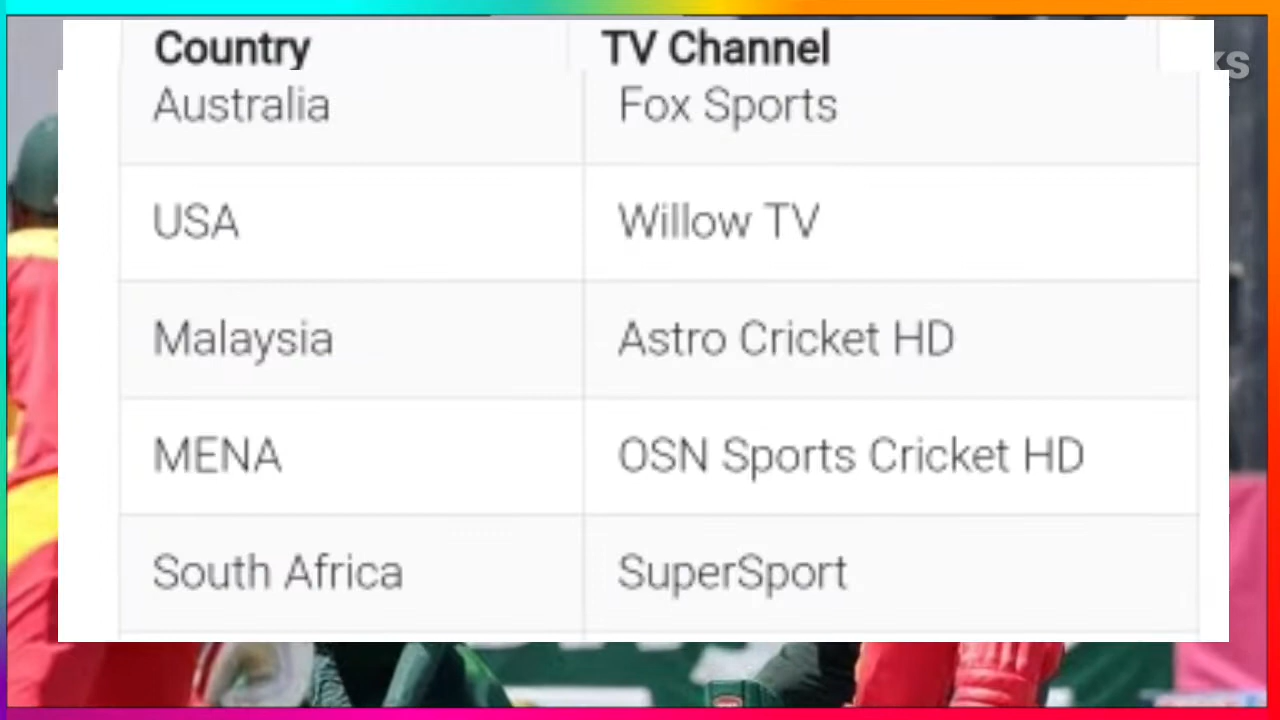 Country TV Channel
Australia Fox Sports
USA Willow TV
Malaysia Astro Cricket HD
MENA OSN Sports Cricket HD
South Africa SuperSport